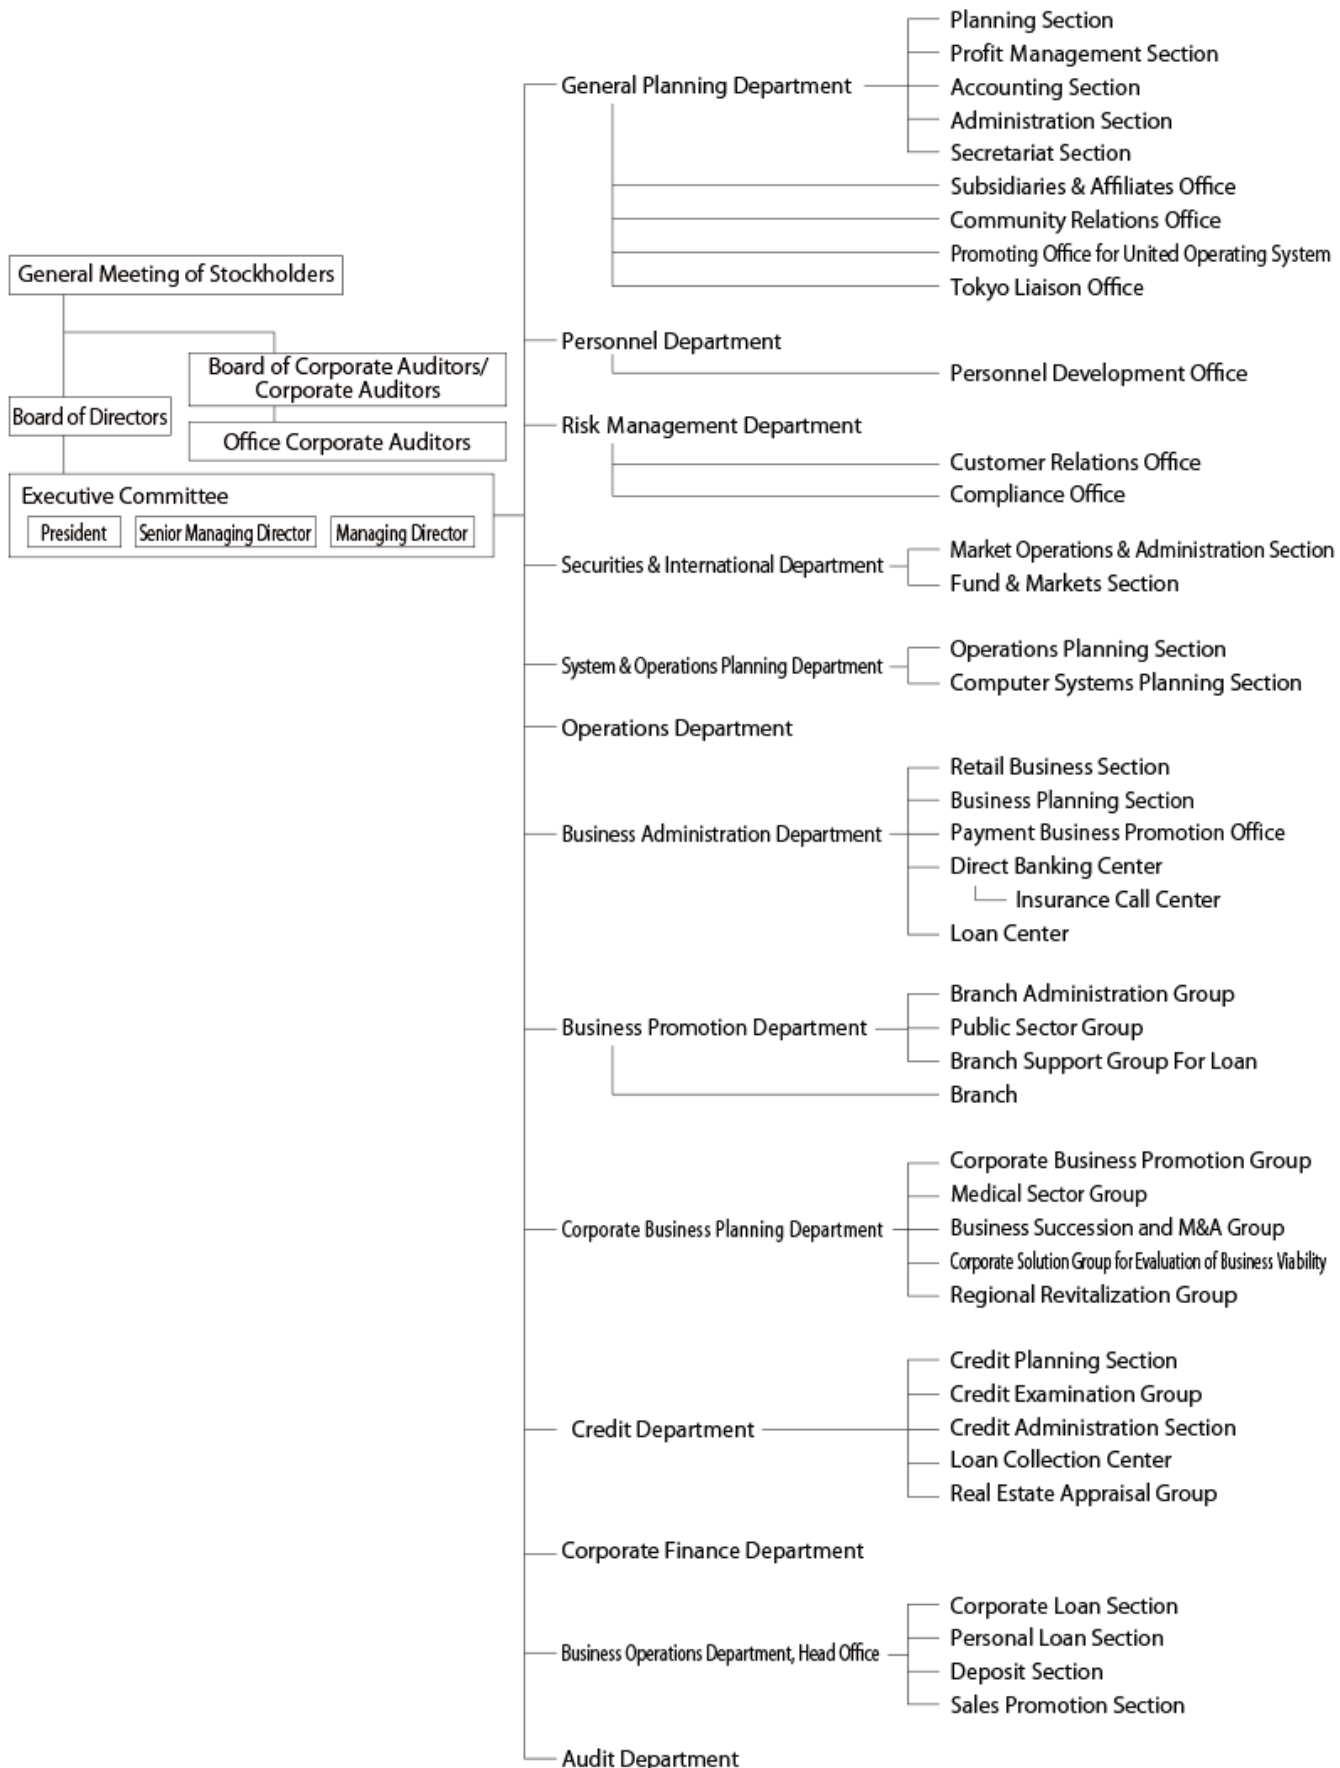 General Meeting of Stockholders
Board of Corporate Auditors/
Corporate Auditors
Board of Directors
Office Corporate Auditors
Executive Committee
President
Senior Managing Director
Managing Director
General Planning Department
Planning Section
Profit Management Section
Accounting Section
Administration Section
Secretariat Section
Subsidiaries & Affiliates Office
Community Relations Office
Promoting Office for United Operating System
Tokyo Liaison Office
Personnel Department
Personnel Development Office
Risk Management Department
Customer Relations Office
Compliance Office
Securities & International Department
Market Operations & Administration Section
Fund & Markets Section
System & Operations Planning Department
Operations Planning Section
Computer Systems Planning Section
Operations Department
Business Administration Department
Retail Business Section
Business Planning Section
Payment Business Promotion Office
Direct Banking Center
Insurance Call Center
Loan Center
Business Promotion Department
Branch Administration Group
Public Sector Group
Branch Support Group For Loan
Branch
Corporate Business Planning Department
Corporate Business Promotion Group
Medical Sector Group
Business Succession and M&A Group
Corporate Solution Group for Evaluation of Business Viability
Regional Revitalization Group
Credit Department
Credit Planning Section
Credit Examination Group
Credit Administration Section
Loan Collection Center
Real Estate Appraisal Group
Corporate Finance Department
Business Operations Department, Head Office
Corporate Loan Section
Personal Loan Section
Deposit Section
Sales Promotion Section
Audit Department